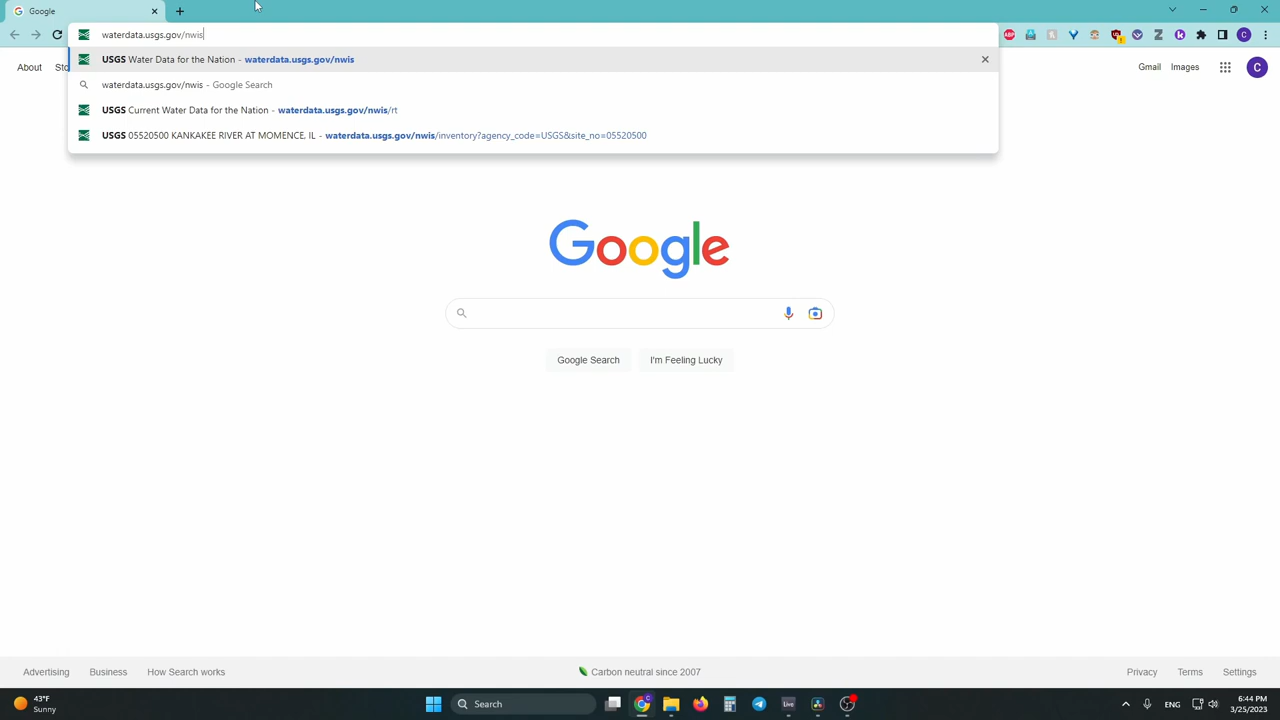 Google
waterdata.usgs.gov/nwis
USGS Water Data for the Nation - waterdata.usgs.gov/nwis
waterdata.usgs.gov/nwis - Google Search
USGS Current Water Data for the Nation - waterdata.usgs.gov/nwis/rt
USGS 05520500 KANKAKEE RIVER AT MOMENCE, IL - waterdata.usgs.gov/nwis/inventory?agency_code=USGS&site_no=05520500
About Sto
Gmail Images C
Google
Google Search I'm Feeling Lucky
Advertising Business How Search works
Carbon neutral since 2007
Privacy Terms Settings
43°F
Sunny
Search
Live
ENG
6:44 PM
3/25/2023